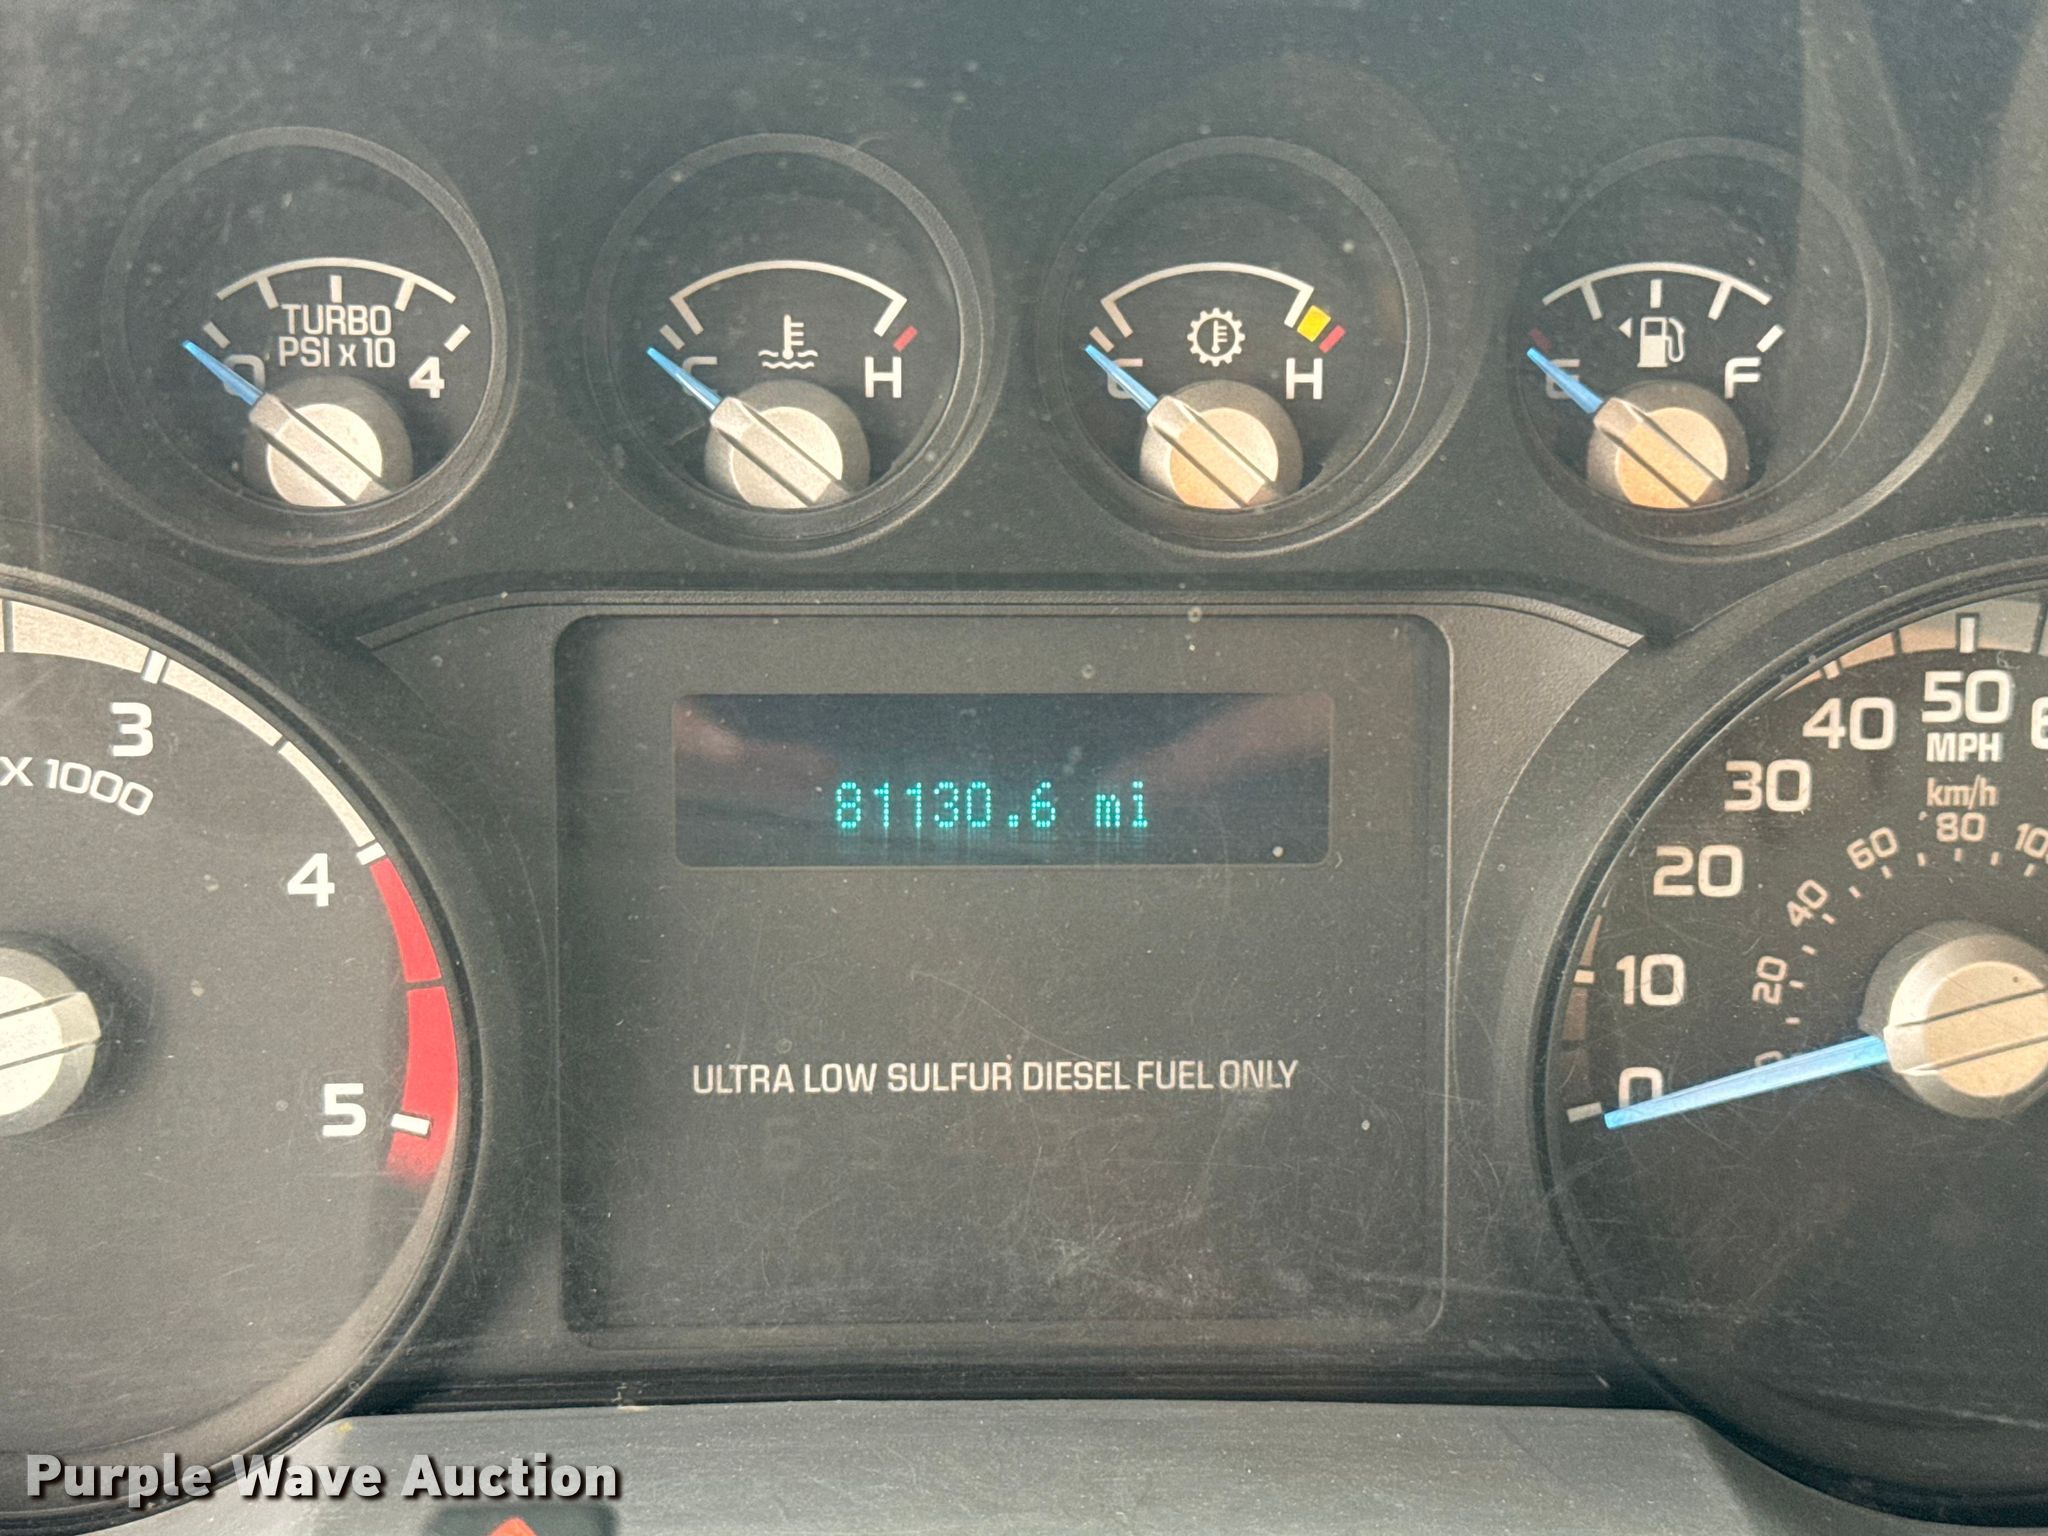 TURBO
PSI x 10
0
4
C
H
C
H
E
F
3
X 1000
4
5
81130.6 mi
ULTRA LOW SULFUR DIESEL FUEL ONLY
50
MPH
40
30
20
10
0
km/h
80
60
40
20
Purple Wave Auction